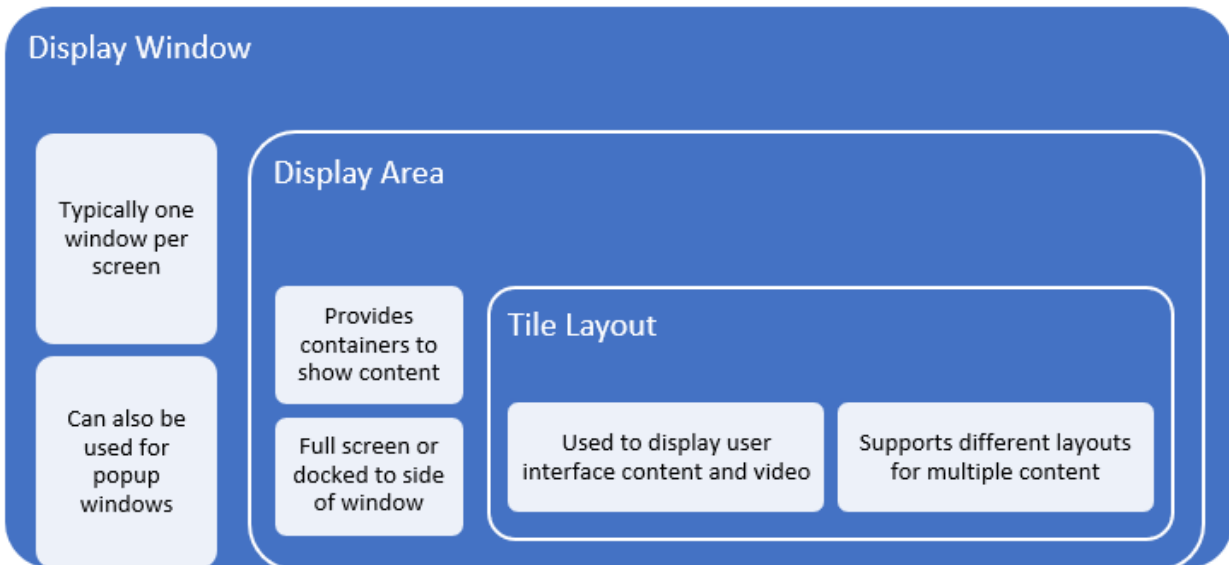 Display Window
Typically one
window per
screen
Can also be
used for
popup
windows
Display Area
Provides
containers to
show content
Full screen or
docked to side
of window
Tile Layout
Used to display user
interface content and video
Supports different layouts
for multiple content